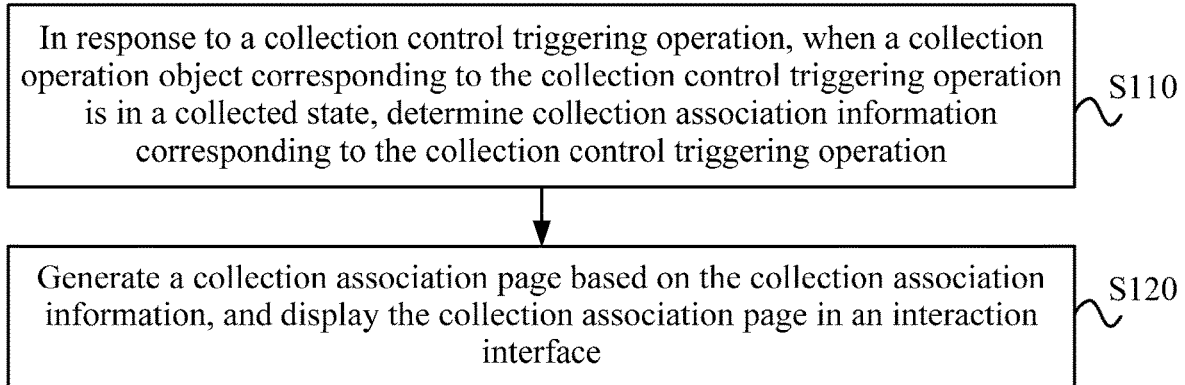 In response to a collection control triggering operation, when a collection
operation object corresponding to the collection control triggering operation
is in a collected state, determine collection association information
corresponding to the collection control triggering operation
S110
Generate a collection association page based on the collection association
information, and display the collection association page in an interaction
interface
S120